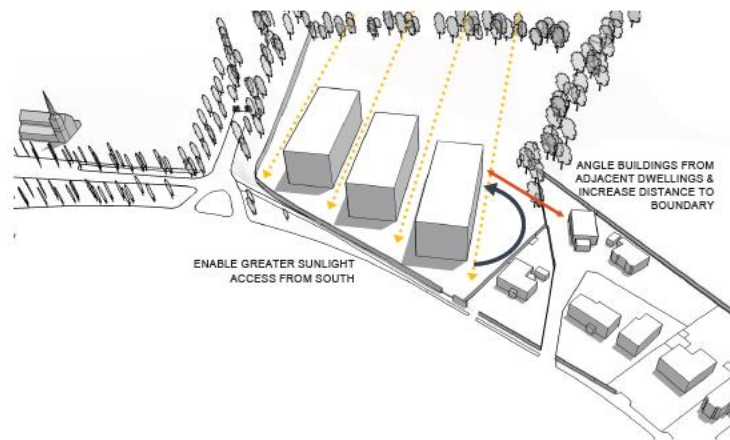 ANGLE BUILDINGS FROM
ADJACENT DWELLINGS &
INCREASE DISTANCE TO
BOUNDARY
ENABLE GREATER SUNLIGHT
ACCESS FROM SOUTH